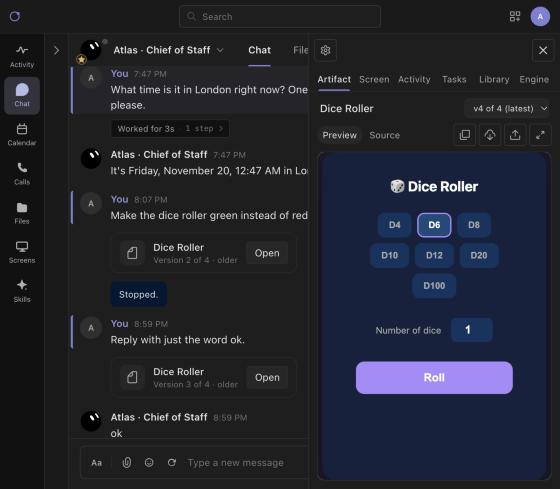 Search
A
Activity
Chat
Calendar
Calls
Files
Screens
Skills
Atlas · Chief of Staff
Chat
File
A
You 7:47 PM
What time is it in London right now? One
please.
Worked for 3s · 1 step
Atlas · Chief of Staff 7:47 PM
It's Friday, November 20, 12:47 AM in Lo
A
You 8:07 PM
Make the dice roller green instead of red
Dice Roller
Version 2 of 4 · older
Open
Stopped.
A
You 8:59 PM
Reply with just the word ok.
Dice Roller
Version 3 of 4 · older
Open
Atlas · Chief of Staff 8:59 PM
ok
Aa
Type a new message
Artifact Screen Activity Tasks Library Engine
Dice Roller
v4 of 4 (latest)
Preview Source
🎲 Dice Roller
D4 D6 D8
D10 D12 D20
D100
Number of dice 1
Roll